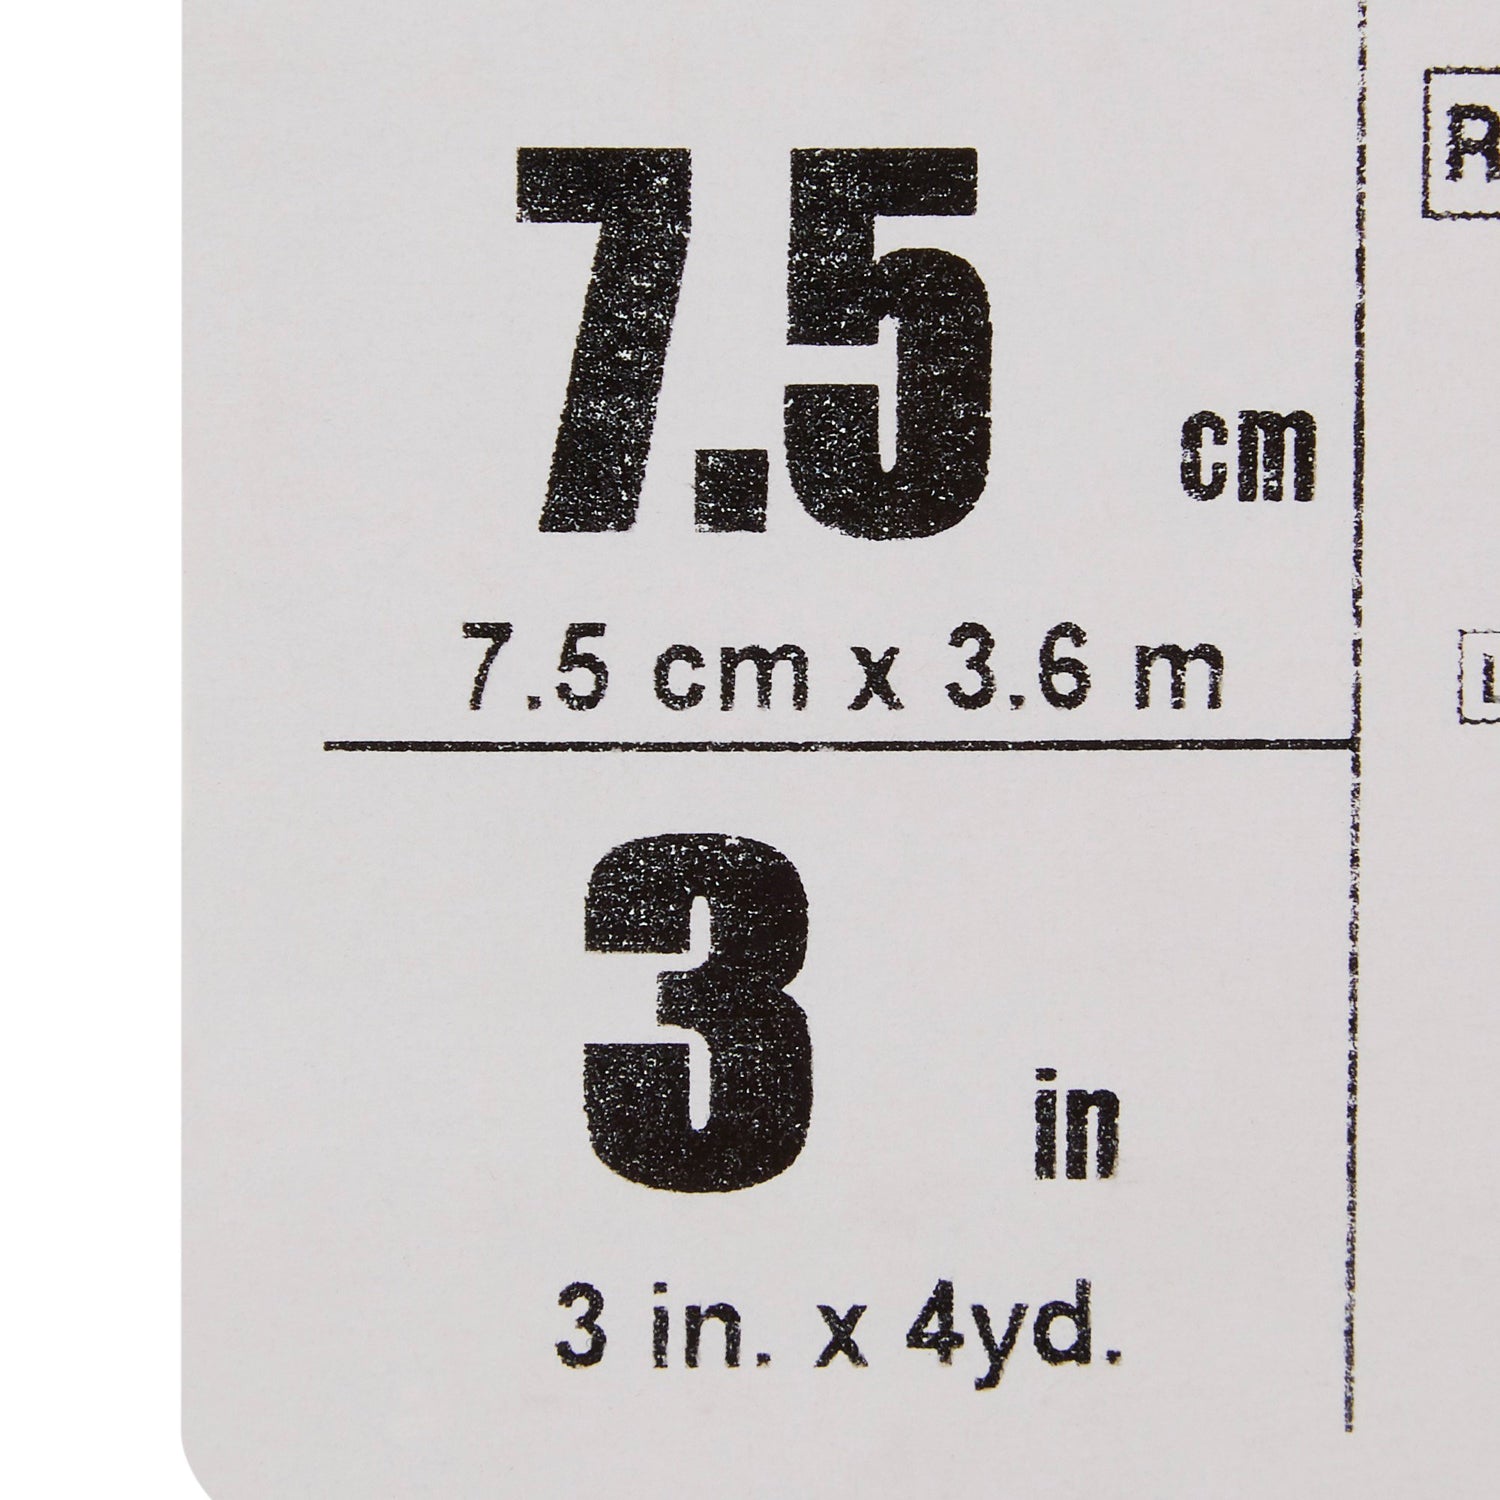 7.5 cm
7.5 cm x 3.6 m
3 in
3 in. x 4yd.
R